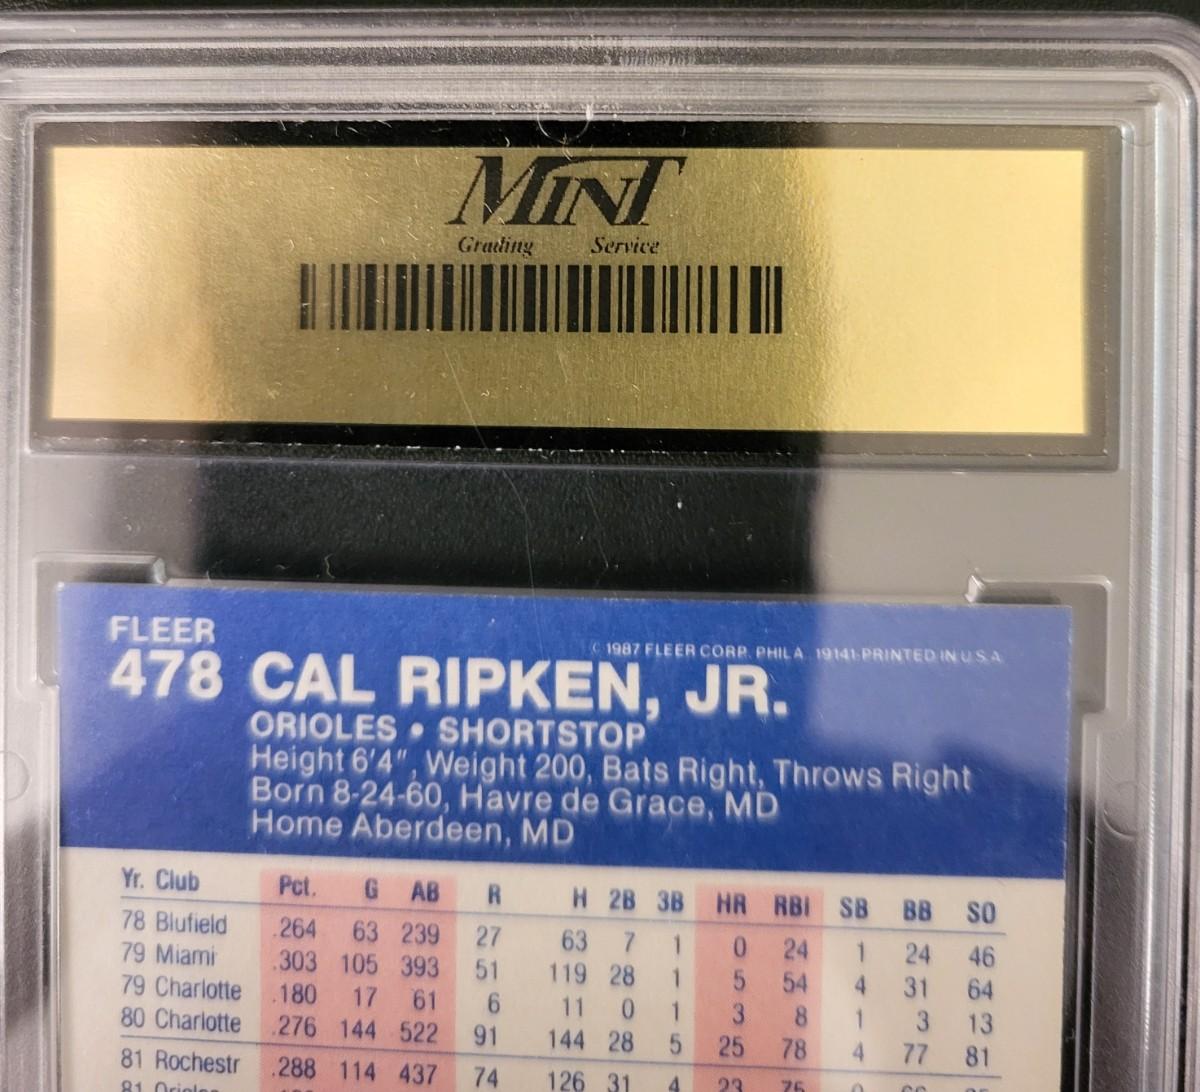 MINT
Grading Service
FLEER
© 1987 FLEER CORP. PHILA. 19141-PRINTED IN U.S.A.
478 CAL RIPKEN, JR.
ORIOLES • SHORTSTOP
Height 6'4", Weight 200, Bats Right, Throws Right
Born 8-24-60, Havre de Grace, MD
Home Aberdeen, MD
Yr. Club Pct. G AB R H 2B 3B HR RBI SB BB SO
78 Blufield .264 63 239 27 63 7 1 0 24 1 24 46
79 Miami .303 105 393 51 119 28 1 5 54 4 31 64
79 Charlotte .180 17 61 6 11 0 1 3 8 1 3 13
80 Charlotte .276 144 522 91 144 28 5 25 78 4 77 81
81 Rochestr .288 114 437 74 126 31 4 23 75
81 Orioles